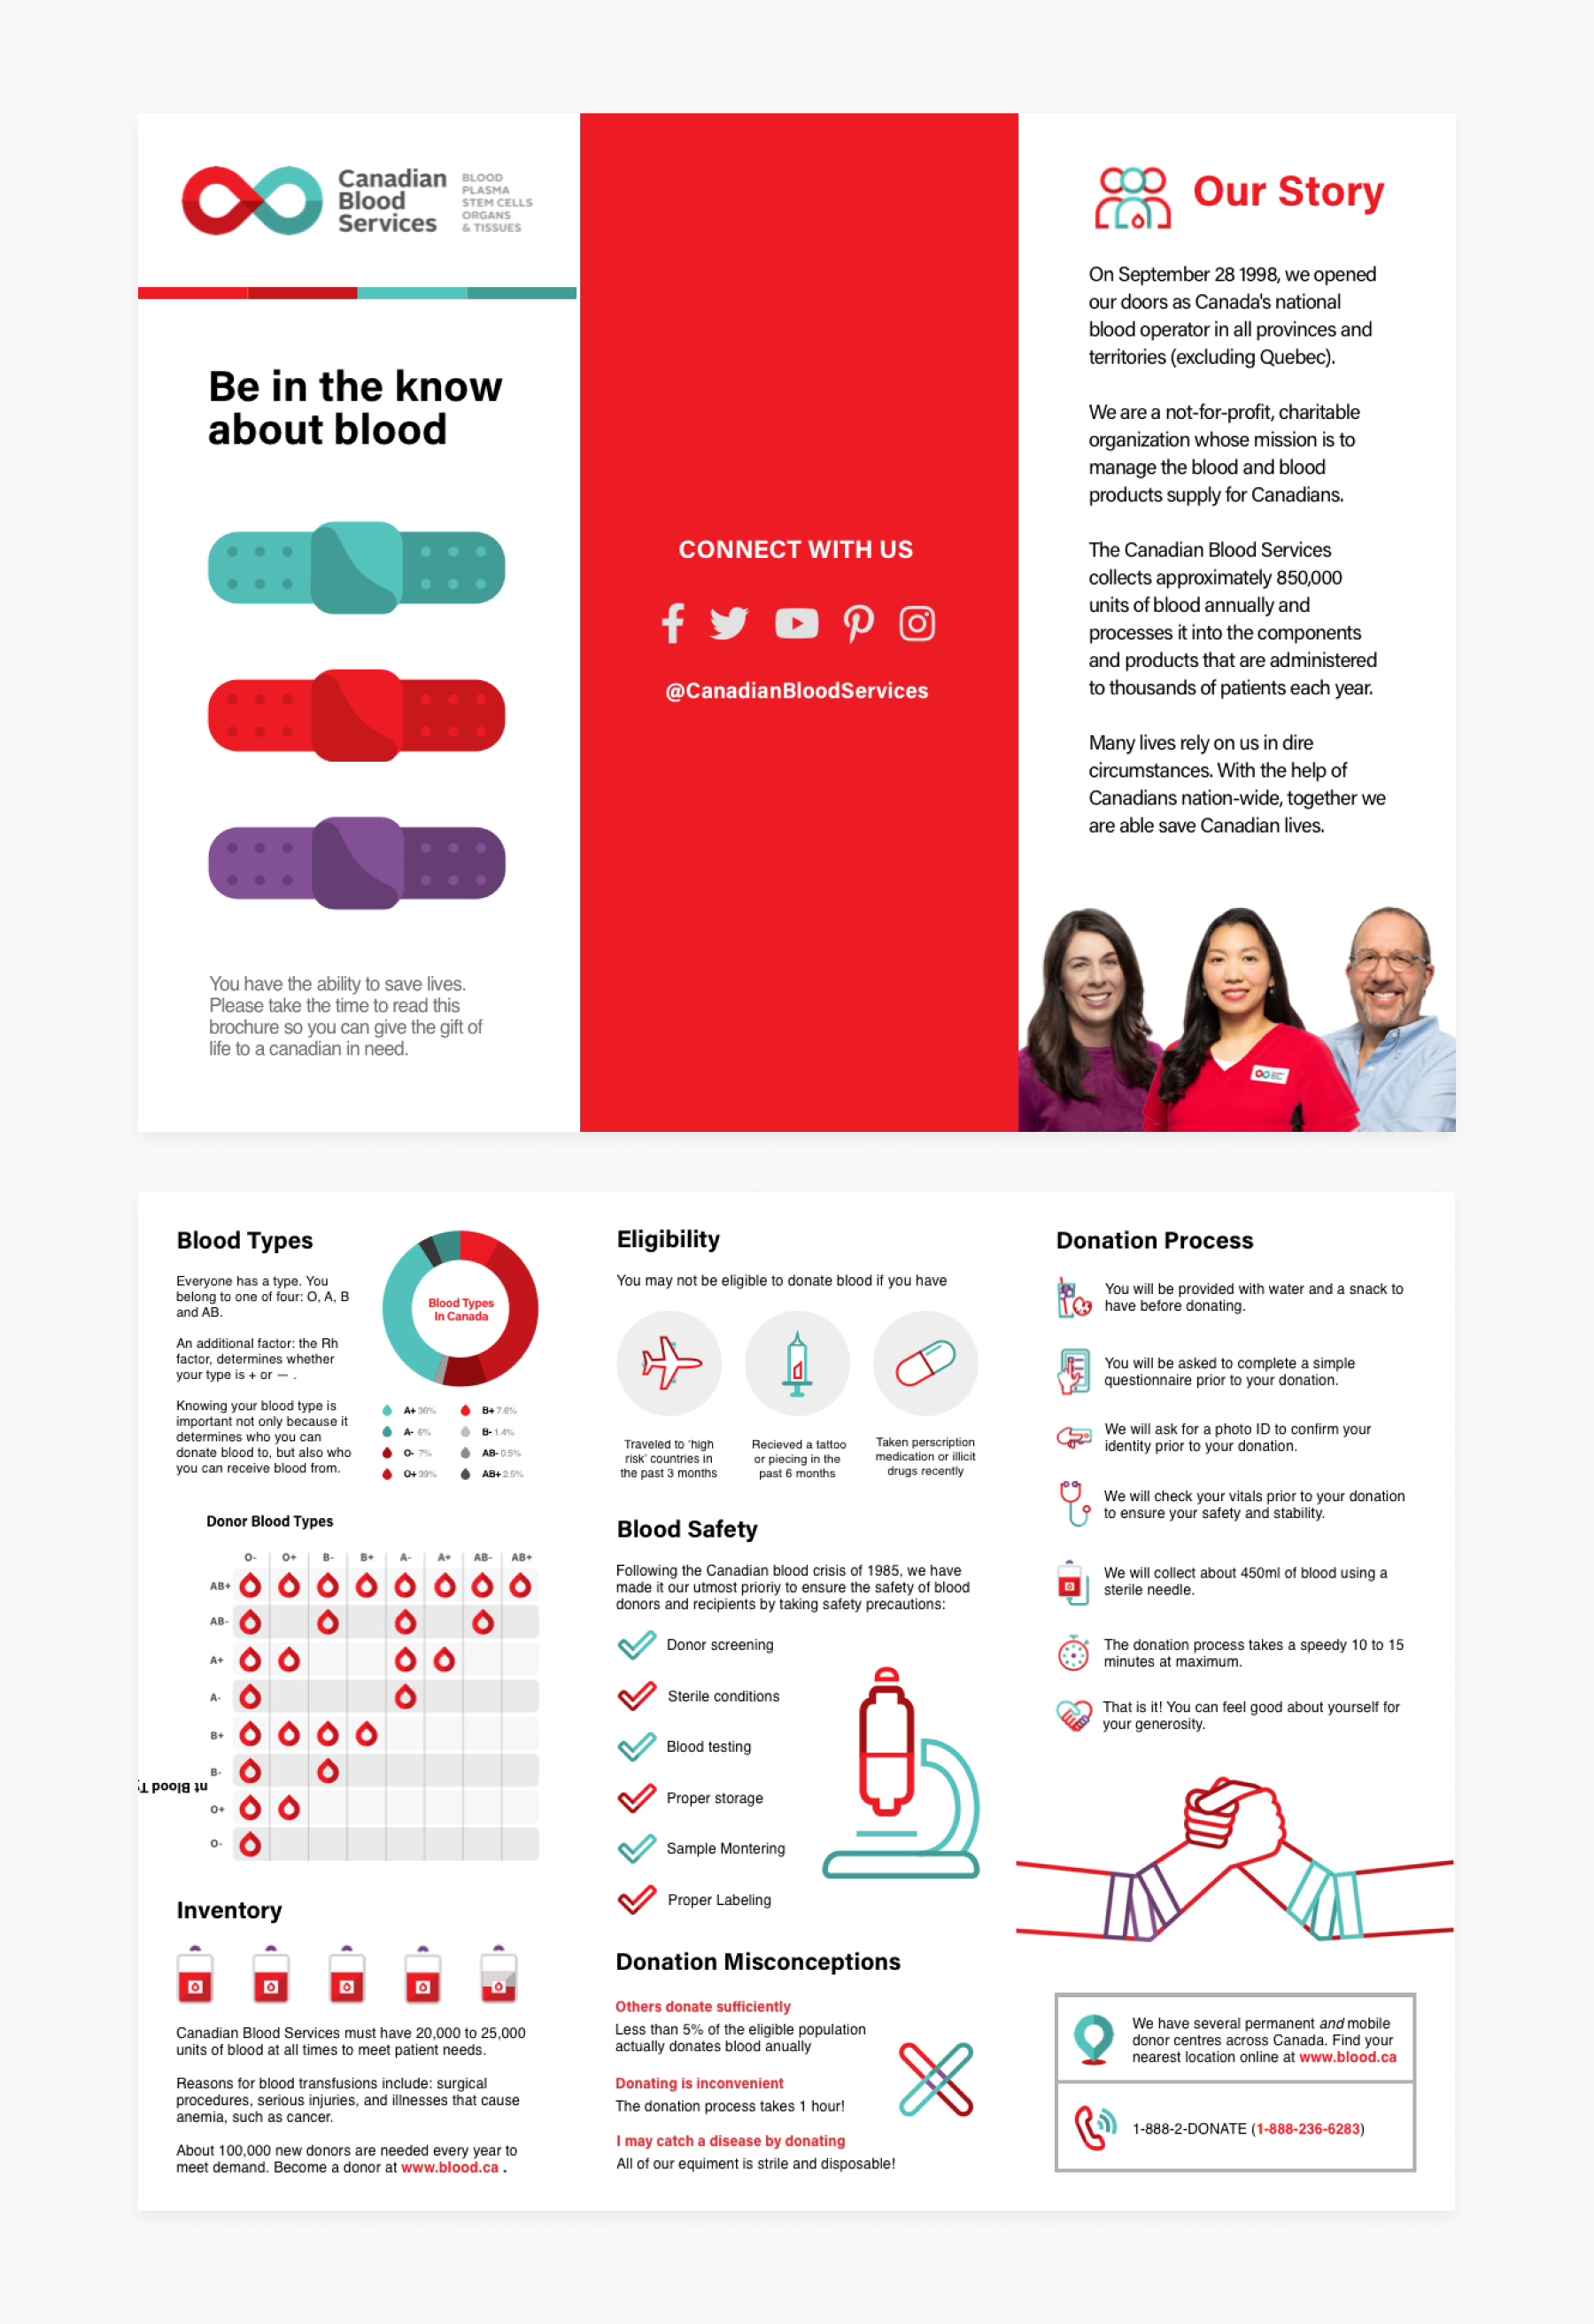 Canadian
Blood
Services
BLOOD
PLASMA
STEM CELLS
ORGANS
& TISSUES
Be in the know
about blood
You have the ability to save lives.
Please take the time to read this
brochure so you can give the gift of
life to a canadian in need.
CONNECT WITH US
@CanadianBloodServices
Our Story
On September 28 1998, we opened
our doors as Canada's national
blood operator in all provinces and
territories (excluding Quebec).
We are a not-for-profit, charitable
organization whose mission is to
manage the blood and blood
products supply for Canadians.
The Canadian Blood Services
collects approximately 850,000
units of blood annually and
processes it into the components
and products that are administered
to thousands of patients each year.
Many lives rely on us in dire
circumstances. With the help of
Canadians nation-wide, together we
are able save Canadian lives.
Blood Types
Everyone has a type. You
belong to one of four: O, A, B
and AB.
An additional factor: the Rh
factor, determines whether
your type is + or — .
Knowing your blood type is
important not only because it
determines who you can
donate blood to, but also who
you can receive blood from.
Blood Types
In Canada
A+ 36% B+ 7.6%
A- 6% B- 1.4%
O- 7% AB- 0.5%
O+ 39% AB+ 2.5%
Donor Blood Types
O- O+ B- B+ A- A+ AB- AB+
AB+
AB-
A+
A-
B+
B-
nt Blood Ty
O+
O-
Inventory
Canadian Blood Services must have 20,000 to 25,000
units of blood at all times to meet patient needs.
Reasons for blood transfusions include: surgical
procedures, serious injuries, and illnesses that cause
anemia, such as cancer.
About 100,000 new donors are needed every year to
meet demand. Become a donor at www.blood.ca .
Eligibility
You may not be eligible to donate blood if you have
Traveled to 'high
risk' countries in
the past 3 months
Recieved a tattoo
or piecing in the
past 6 months
Taken perscription
medication or illicit
drugs recently
Blood Safety
Following the Canadian blood crisis of 1985, we have
made it our utmost prioriy to ensure the safety of blood
donors and recipients by taking safety precautions:
Donor screening
Sterile conditions
Blood testing
Proper storage
Sample Montering
Proper Labeling
Donation Misconceptions
Others donate sufficiently
Less than 5% of the eligible population
actually donates blood anually
Donating is inconvenient
The donation process takes 1 hour!
I may catch a disease by donating
All of our equiment is strile and disposable!
Donation Process
You will be provided with water and a snack to
have before donating.
You will be asked to complete a simple
questionnaire prior to your donation.
We will ask for a photo ID to confirm your
identity prior to your donation.
We will check your vitals prior to your donation
to ensure your safety and stability.
We will collect about 450ml of blood using a
sterile needle.
The donation process takes a speedy 10 to 15
minutes at maximum.
That is it! You can feel good about yourself for
your generosity.
We have several permanent and mobile
donor centres across Canada. Find your
nearest location online at www.blood.ca
1-888-2-DONATE (1-888-236-6283)